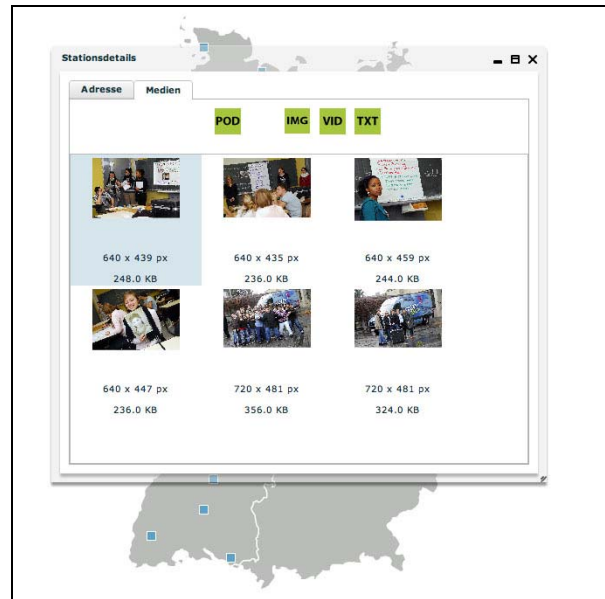 Stationsdetails
Adresse Medien
POD IMG VID TXT
640 x 439 px 640 x 435 px 640 x 459 px
248.0 KB 236.0 KB 244.0 KB
640 x 447 px 720 x 481 px 720 x 481 px
236.0 KB 356.0 KB 324.0 KB